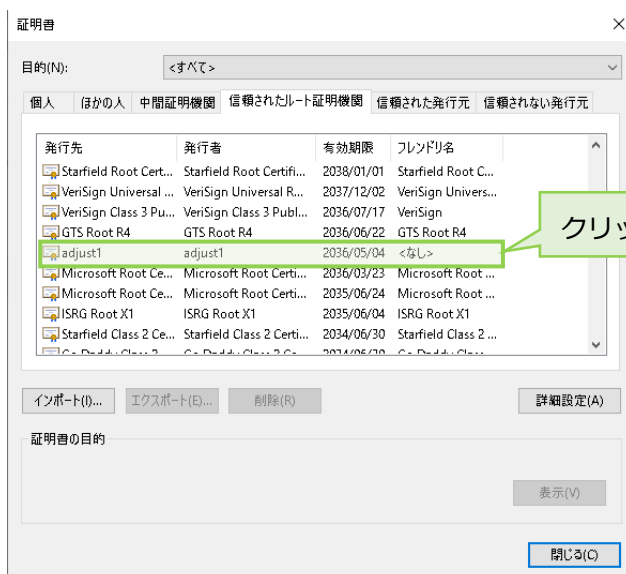 証明書
目的(N): <すべて>
個人 ほかの人 中間証明機関 信頼されたルート証明機関 信頼された発行元 信頼されない発行元
発行先 発行者 有効期限 フレンドリ名
Starfield Root Cert... Starfield Root Certifi... 2038/01/01 Starfield Root C...
VeriSign Universal ... VeriSign Universal R... 2037/12/02 VeriSign Univers...
VeriSign Class 3 Pu... VeriSign Class 3 Publ... 2036/07/17 VeriSign
GTS Root R4 GTS Root R4 2036/06/22 GTS Root R4
クリッ
adjust1 adjust1 2036/05/04 <なし>
Microsoft Root Ce... Microsoft Root Certi... 2036/03/23 Microsoft Root ...
Microsoft Root Ce... Microsoft Root Certi... 2035/06/24 Microsoft Root ...
ISRG Root X1 ISRG Root X1 2035/06/04 ISRG Root X1
Starfield Class 2 Ce... Starfield Class 2 Certi... 2034/06/30 Starfield Class 2 ...
インポート(I)... エクスポート(E)... 削除(R) 詳細設定(A)
証明書の目的
表示(V)
閉じる(C)